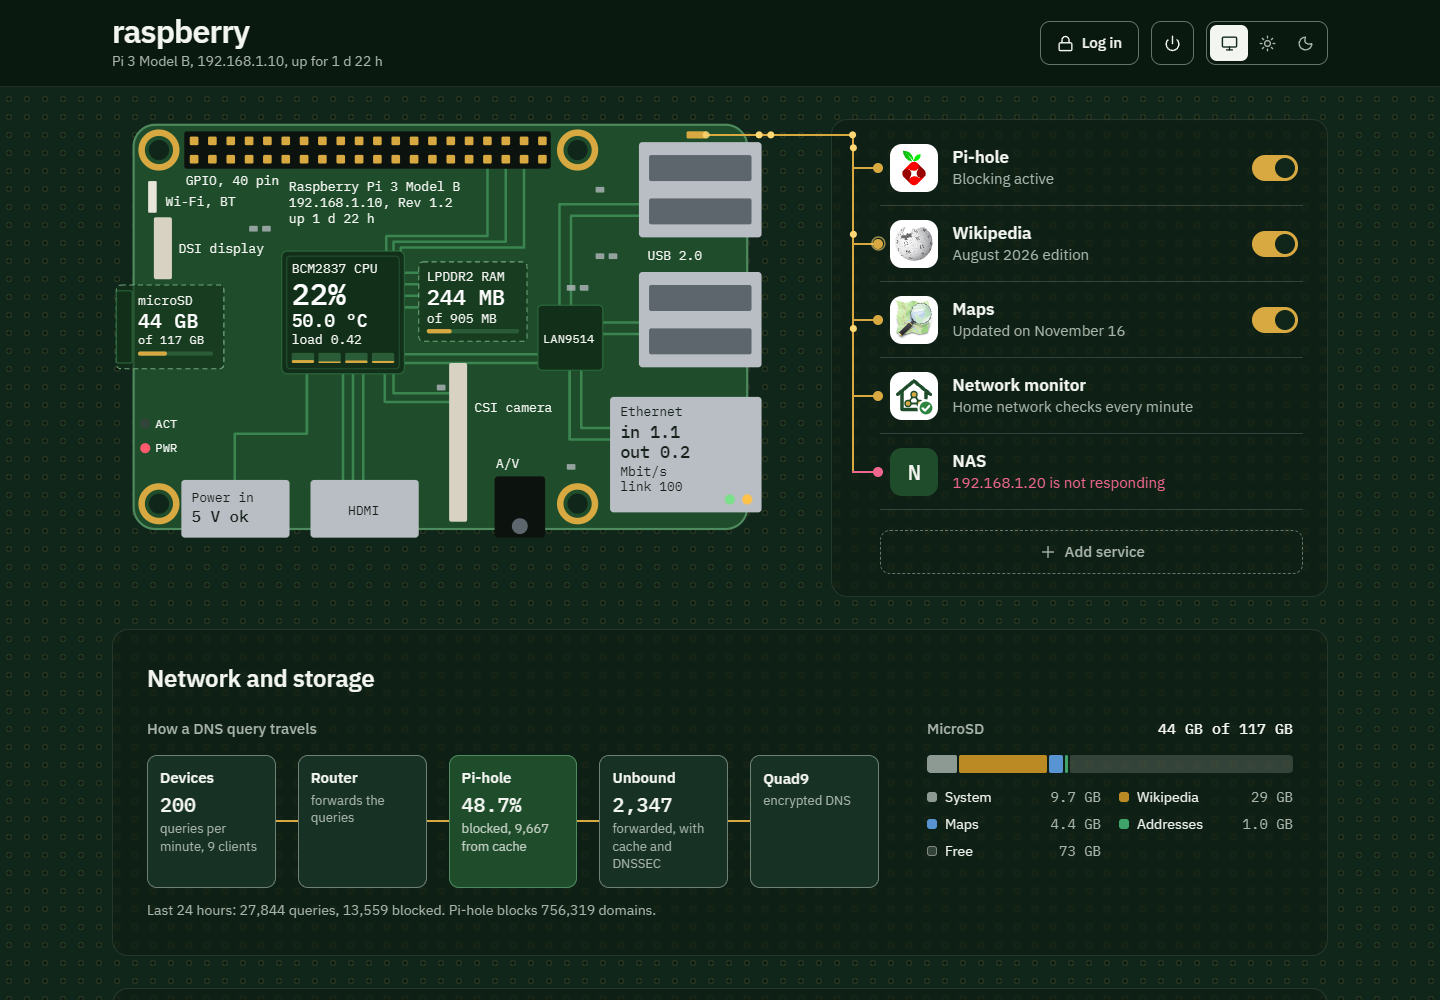 raspberry
Pi 3 Model B, 192.168.1.10, up for 1 d 22 h
Log in
GPIO, 40 pin
Wi-Fi, BT
Raspberry Pi 3 Model B
192.168.1.10, Rev 1.2
up 1 d 22 h
DSI display
USB 2.0
BCM2837 CPU
22%
50.0 °C
load 0.42
LPDDR2 RAM
244 MB
of 905 MB
microSD
44 GB
of 117 GB
LAN9514
ACT
PWR
CSI camera
A/V
Ethernet
in 1.1
out 0.2
Mbit/s
link 100
Power in
5 V ok
HDMI
Pi-hole
Blocking active
Wikipedia
August 2026 edition
Maps
Updated on November 16
Network monitor
Home network checks every minute
N
NAS
192.168.1.20 is not responding
Add service
Network and storage
How a DNS query travels
Devices
200
queries per
minute, 9 clients
Router
forwards the
queries
Pi-hole
48.7%
blocked, 9,667
from cache
Unbound
2,347
forwarded, with
cache and
DNSSEC
Quad9
encrypted DNS
Last 24 hours: 27,844 queries, 13,559 blocked. Pi-hole blocks 756,319 domains.
MicroSD
44 GB of 117 GB
System 9.7 GB
Wikipedia 29 GB
Maps 4.4 GB
Addresses 1.0 GB
Free 73 GB